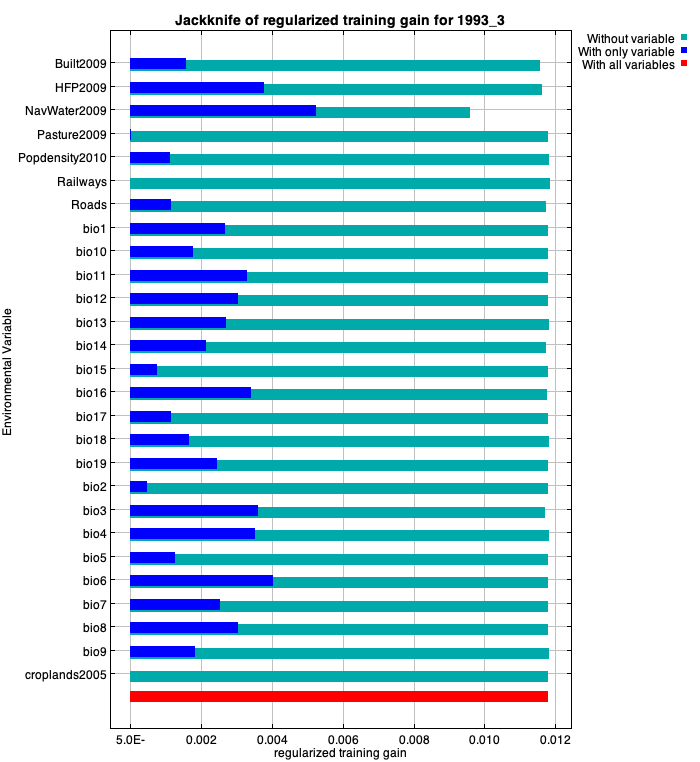 Jackknife of regularized training gain for 1993_3
Without variable
With only variable
With all variables
Environmental Variable
Built2009
HFP2009
NavWater2009
Pasture2009
Popdensity2010
Railways
Roads
bio1
bio10
bio11
bio12
bio13
bio14
bio15
bio16
bio17
bio18
bio19
bio2
bio3
bio4
bio5
bio6
bio7
bio8
bio9
croplands2005
5.0E- 0.002 0.004 0.006 0.008 0.010 0.012
regularized training gain